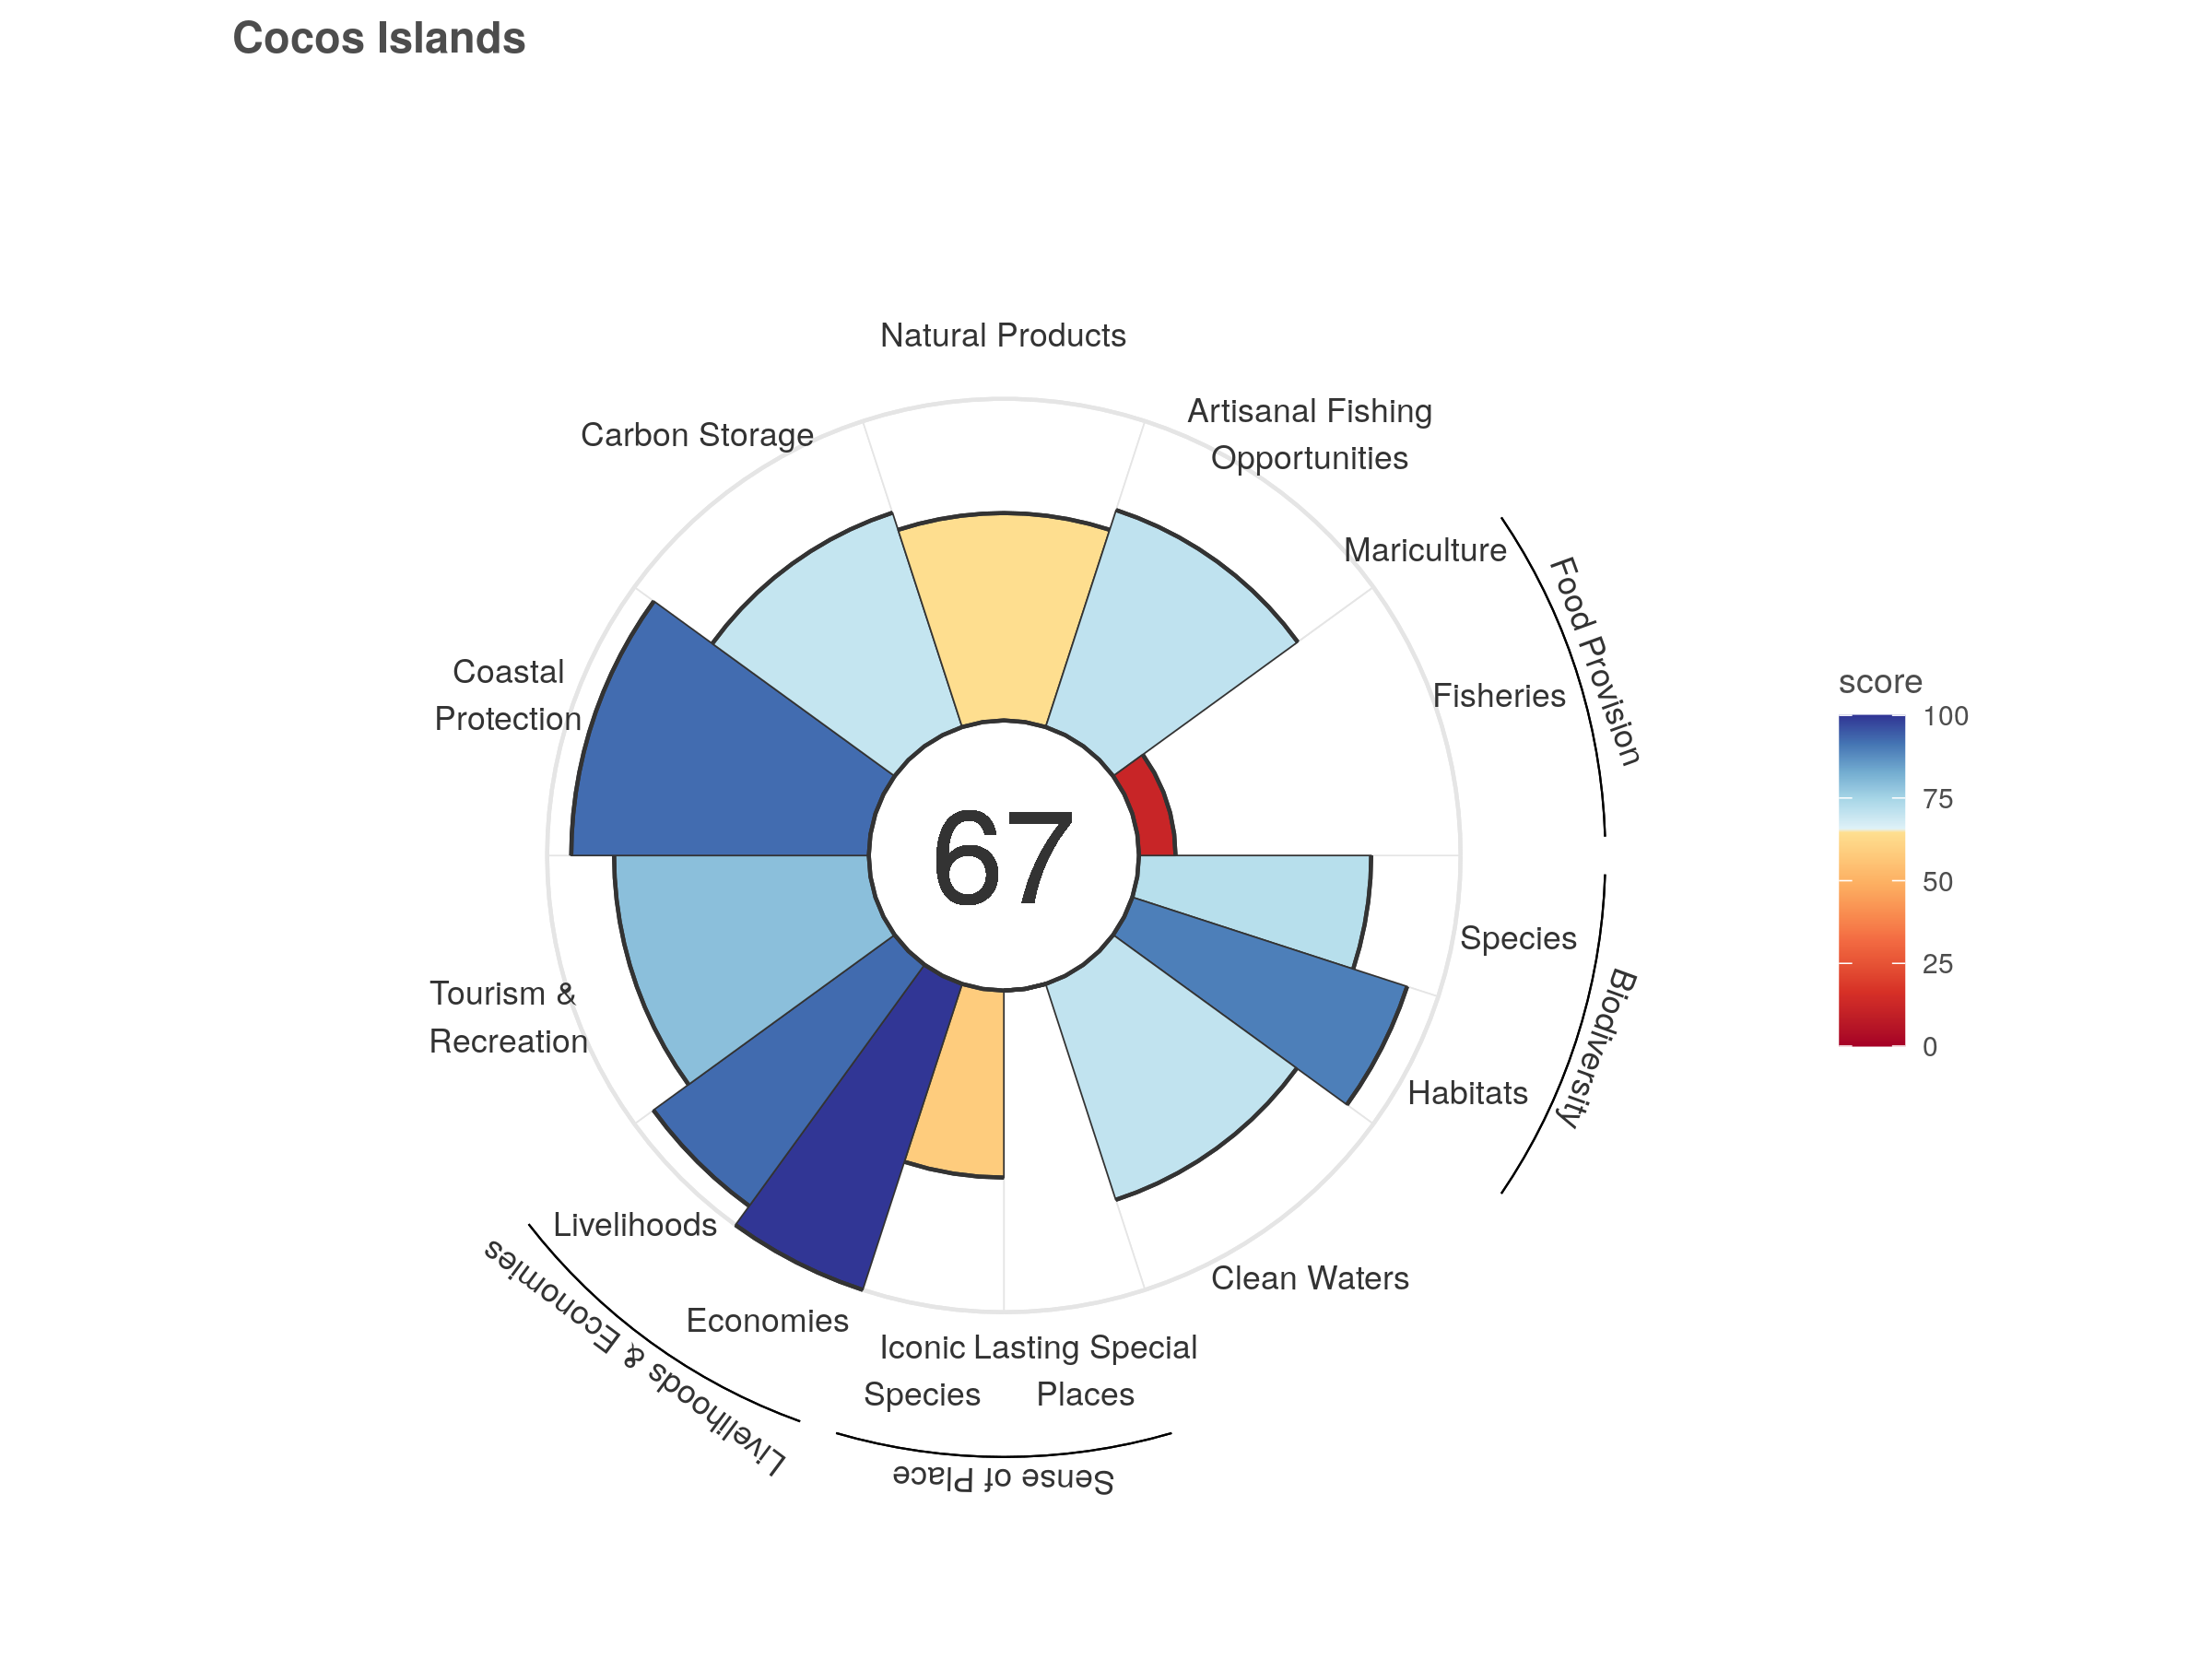 Cocos Islands
Natural Products
Artisanal Fishing
Opportunities
Carbon Storage
Mariculture
Food Provision
Coastal
Protection
Fisheries
score
100
75
50
25
0
67
Species
Biodiversity
Tourism &
Recreation
Habitats
Livelihoods
Livelihoods & Economies
Clean Waters
Economies
Iconic
Species
Lasting Special
Places
Sense of Place